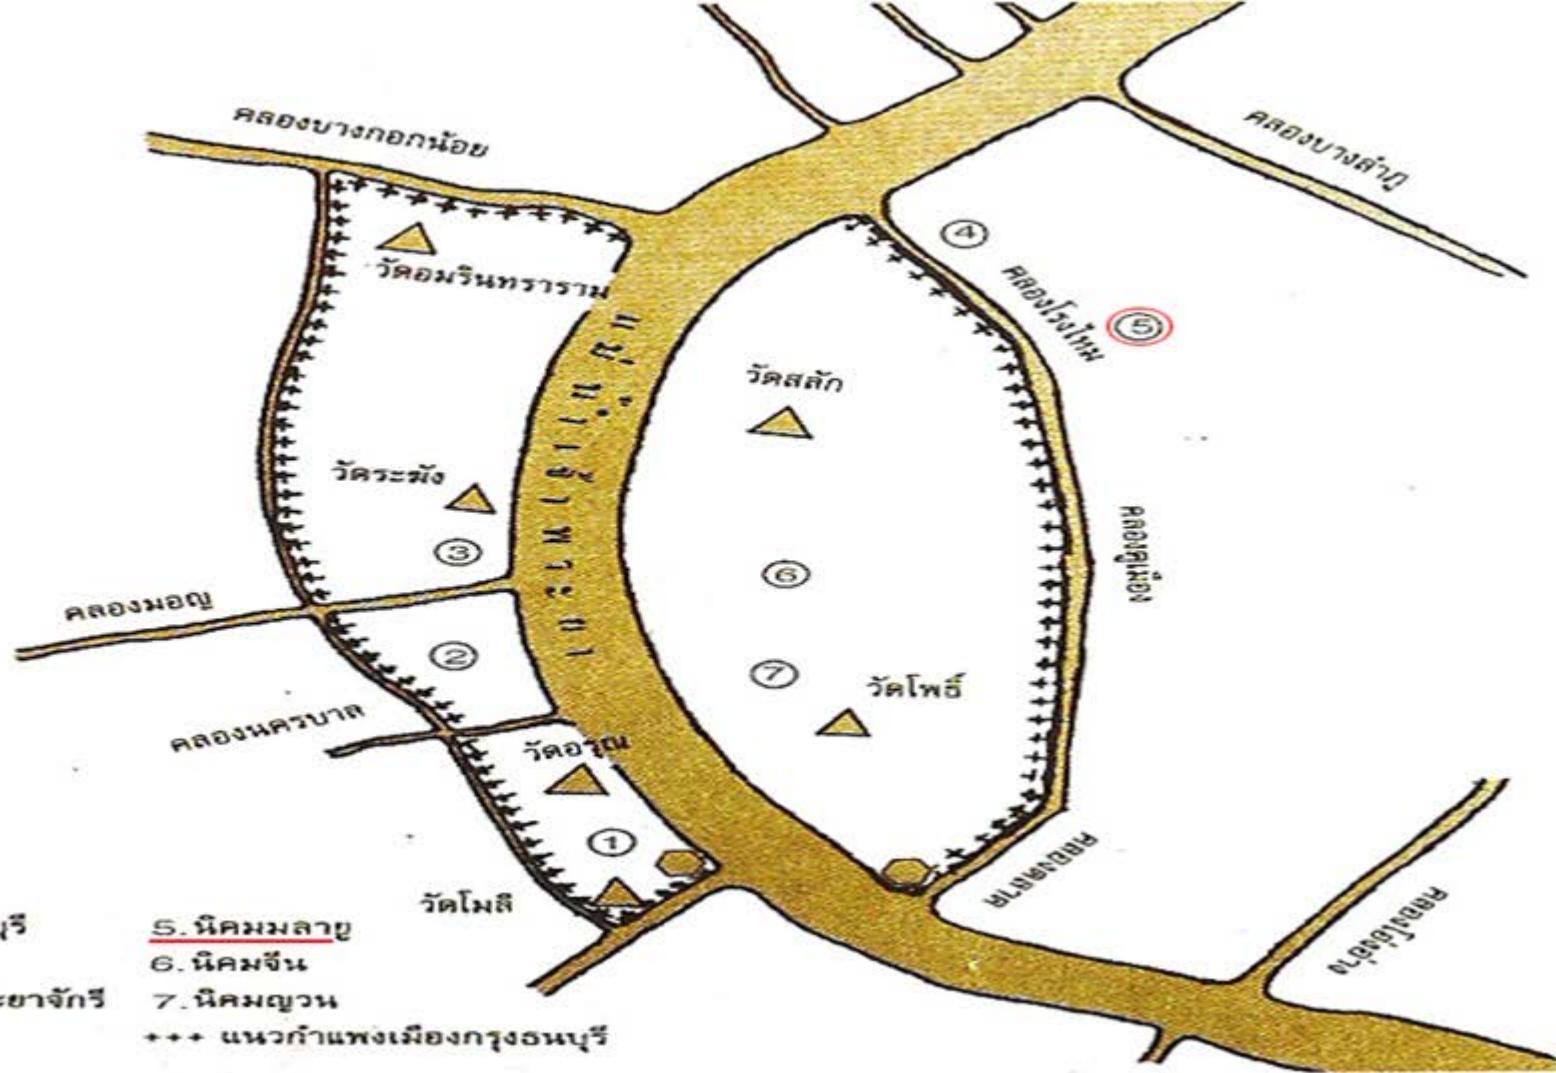 คลองบางกอกน้อย
คลองบางลำภู
④
วัดอมรินทราราม
คลองโรงไหม
⑤
แม่น้ำเจ้าพระยา
วัดสลัก
วัดระฆัง
③
⑥
คลองคูเมือง
คลองมอญ
②
⑦
วัดโพธิ์
คลองนครบาล
วัดอรุณ
①
คลองตลาด
วัดโมลี
คลองโอ่งอ่าง
ุรี
5.นิคมมลายู
6.นิคมจีน
ะยาจักรี
7.นิคมญวน
+++ แนวกำแพงเมืองกรุงธนบุรี